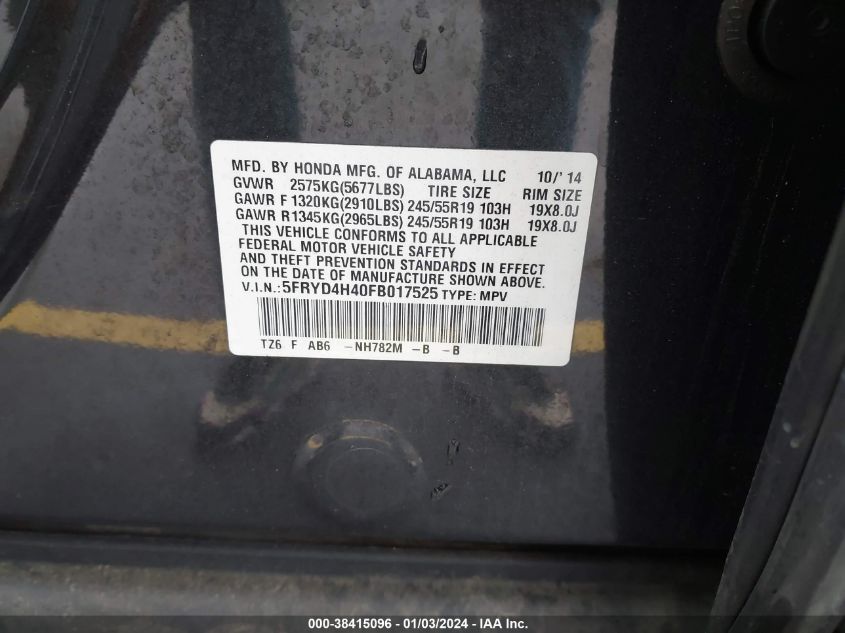 MFD. BY HONDA MFG. OF ALABAMA, LLC 10/' 14
GVWR 2575KG(5677LBS) TIRE SIZE RIM SIZE
GAWR F 1320KG(2910LBS) 245/55R19 103H 19X8.0J
GAWR R1345KG(2965LBS) 245/55R19 103H 19X8.0J
THIS VEHICLE CONFORMS TO ALL APPLICABLE
FEDERAL MOTOR VEHICLE SAFETY
AND THEFT PREVENTION STANDARDS IN EFFECT
ON THE DATE OF MANUFACTURE SHOWN ABOVE.
V.I.N.: 5FRYD4H40FB017525 TYPE: MPV
TZ6 F AB6 -NH782M -B -B
000-38415096 - 01/03/2024 - IAA Inc.